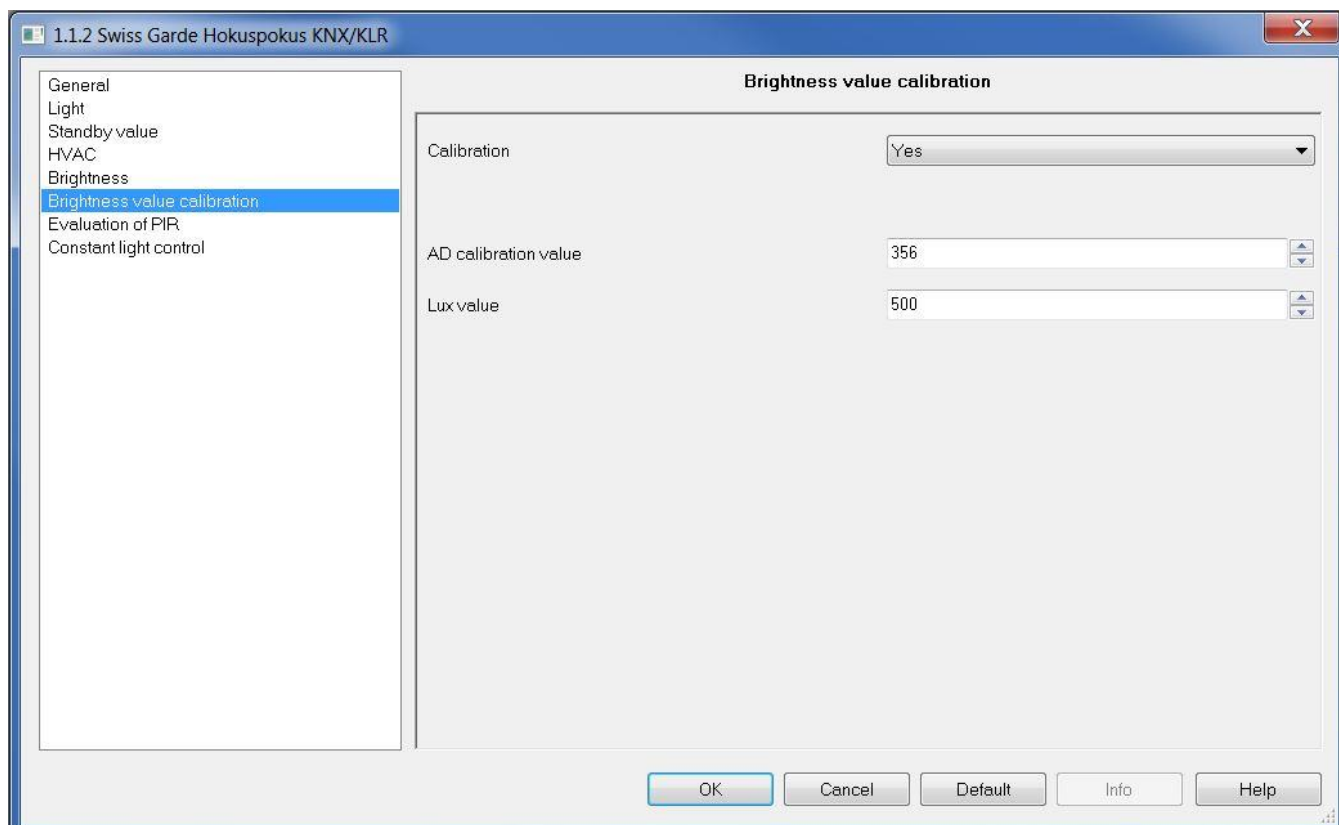 1.1.2 Swiss Garde Hokuspokus KNX/KLR
General
Light
Standby value
HVAC
Brightness
Brightness value calibration
Evaluation of PIR
Constant light control
Brightness value calibration
Calibration Yes
AD calibration value 356
Lux value 500
OK Cancel Default Info Help